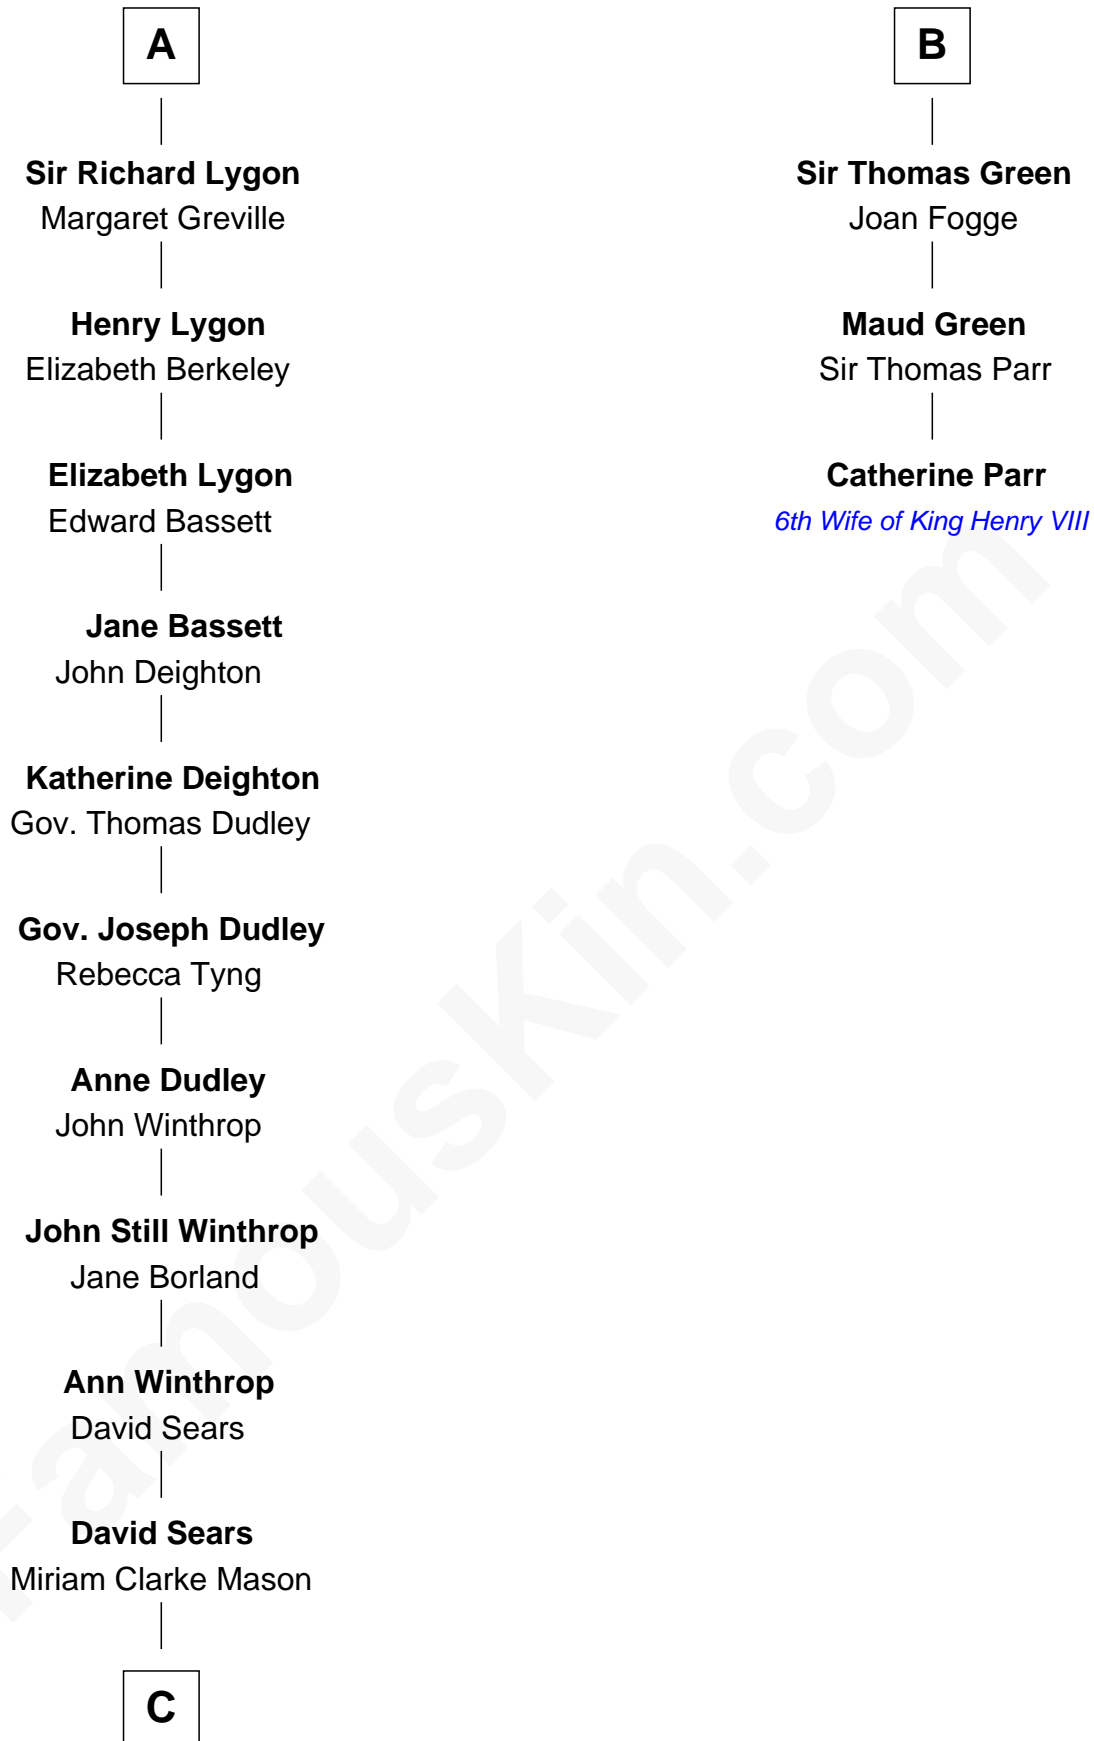 A
Sir Richard Lygon
Margaret Greville
Henry Lygon
Elizabeth Berkeley
Elizabeth Lygon
Edward Bassett
Jane Bassett
John Deighton
Katherine Deighton
Gov. Thomas Dudley
Gov. Joseph Dudley
Rebecca Tyng
Anne Dudley
John Winthrop
John Still Winthrop
Jane Borland
Ann Winthrop
David Sears
David Sears
Miriam Clarke Mason
C
B
Sir Thomas Green
Joan Fogge
Maud Green
Sir Thomas Parr
Catherine Parr
6th Wife of King Henry VIII
FamousKin.com